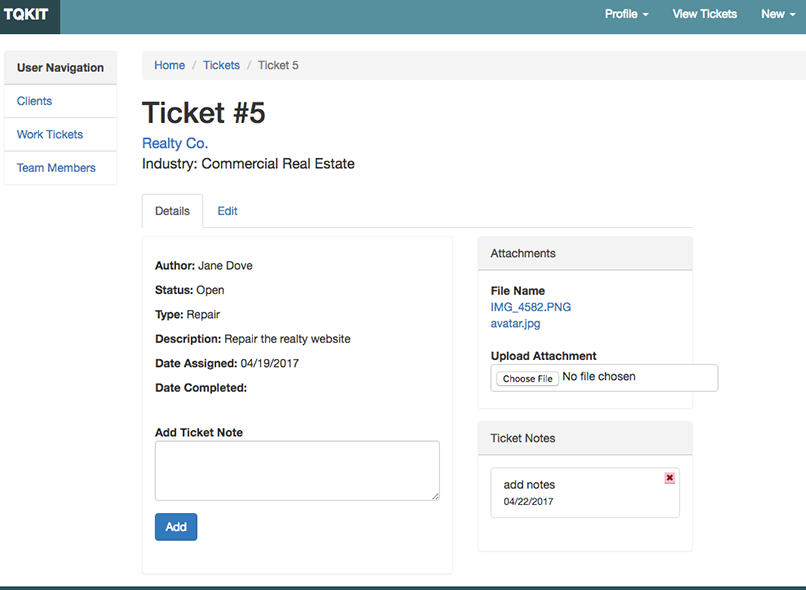 TQKIT
Profile
View Tickets
New
User Navigation
Clients
Work Tickets
Team Members
Home / Tickets / Ticket 5
Ticket #5
Realty Co.
Industry: Commercial Real Estate
Details
Edit
Author: Jane Dove
Status: Open
Type: Repair
Description: Repair the realty website
Date Assigned: 04/19/2017
Date Completed:
Add Ticket Note
Add
Attachments
File Name
IMG_4582.PNG
avatar.jpg
Upload Attachment
Choose File No file chosen
Ticket Notes
add notes
04/22/2017